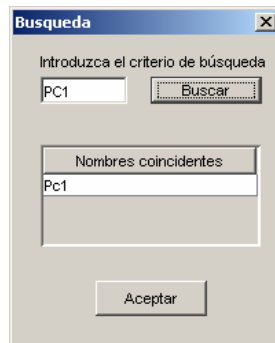 Busqueda
Introduzca el criterio de búsqueda
PC1 Buscar
Nombres coincidentes
Pc1
Aceptar